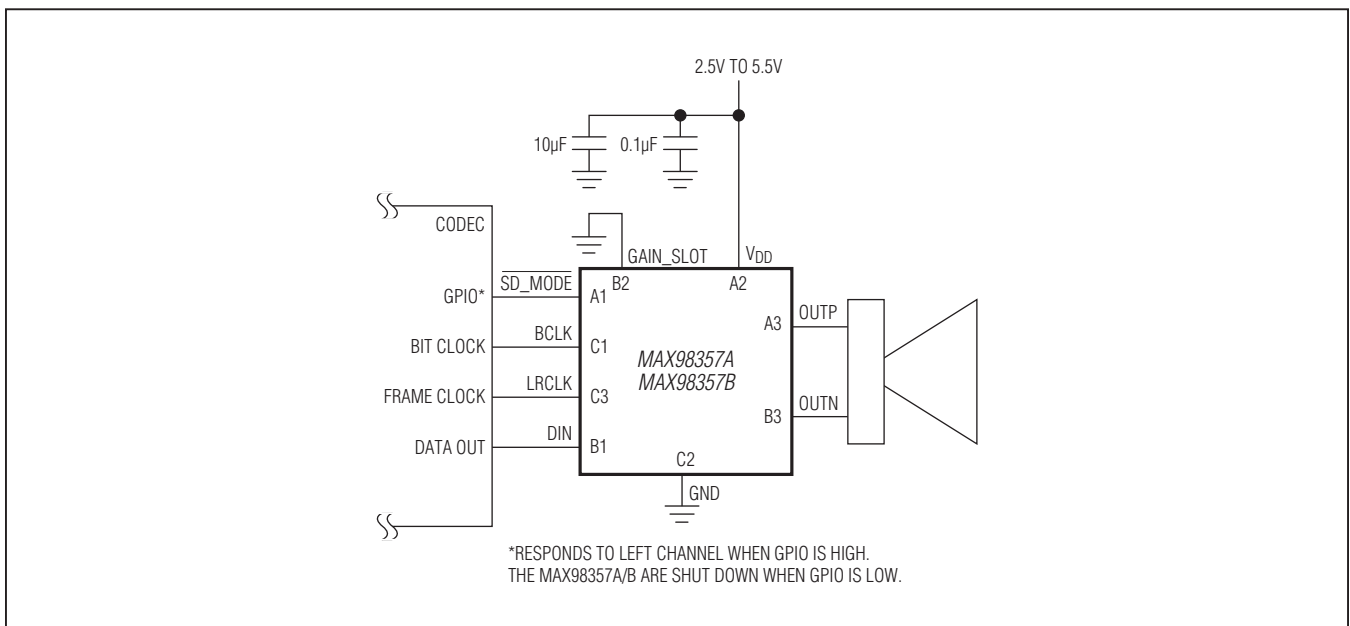 2.5V TO 5.5V
10µF
0.1µF
CODEC
GAIN_SLOT
VDD
SD_MODE
B2
A2
GPIO*
A1
OUTP
A3
BIT CLOCK
BCLK
C1
MAX98357A
MAX98357B
FRAME CLOCK
LRCLK
C3
OUTN
B3
DATA OUT
DIN
B1
C2
GND
*RESPONDS TO LEFT CHANNEL WHEN GPIO IS HIGH.
THE MAX98357A/B ARE SHUT DOWN WHEN GPIO IS LOW.